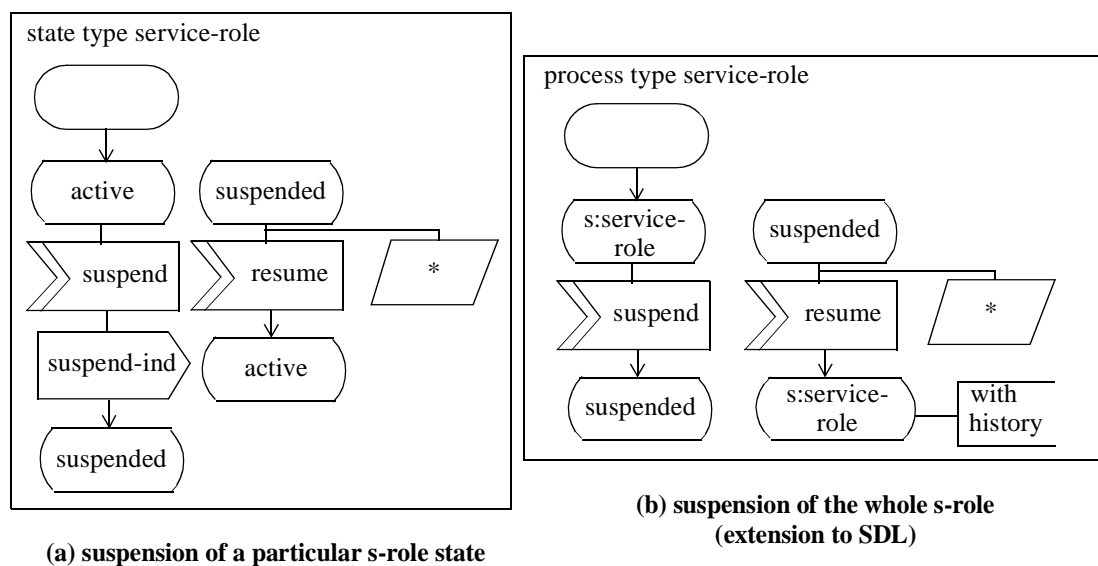 state type service-role
active
suspended
suspend
resume
*
suspend-ind
active
suspended
(a) suspension of a particular s-role state
process type service-role
s:service-
role
suspended
suspend
resume
*
suspended
s:service-
role
with
history
(b) suspension of the whole s-role
(extension to SDL)